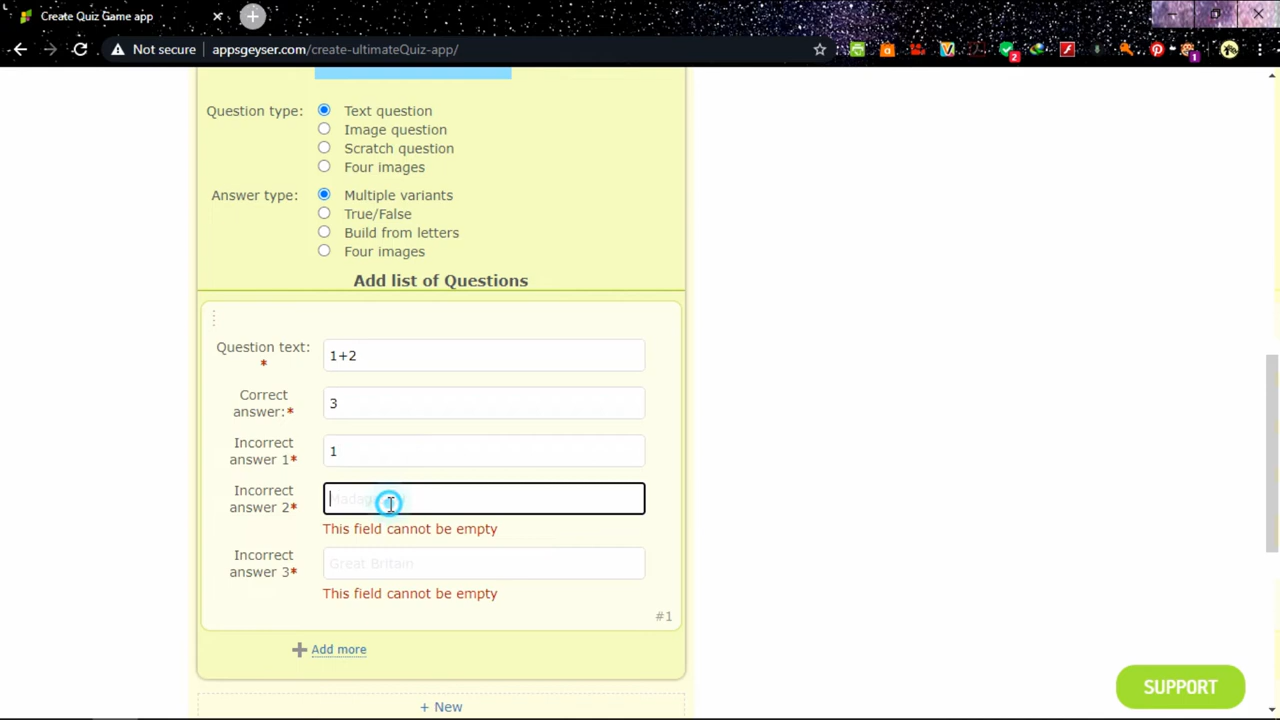 Create Quiz Game app
Not secure appsgeyser.com/create-ultimateQuiz-app/
2
1
Question type:
Text question
Image question
Scratch question
Four images
Answer type:
Multiple variants
True/False
Build from letters
Four images
Add list of Questions
Question text:
*
1+2
Correct
answer:*
3
Incorrect
answer 1*
1
Incorrect
answer 2*
This field cannot be empty
Incorrect
answer 3*
Great Britain
This field cannot be empty
#1
Add more
+ New
SUPPORT